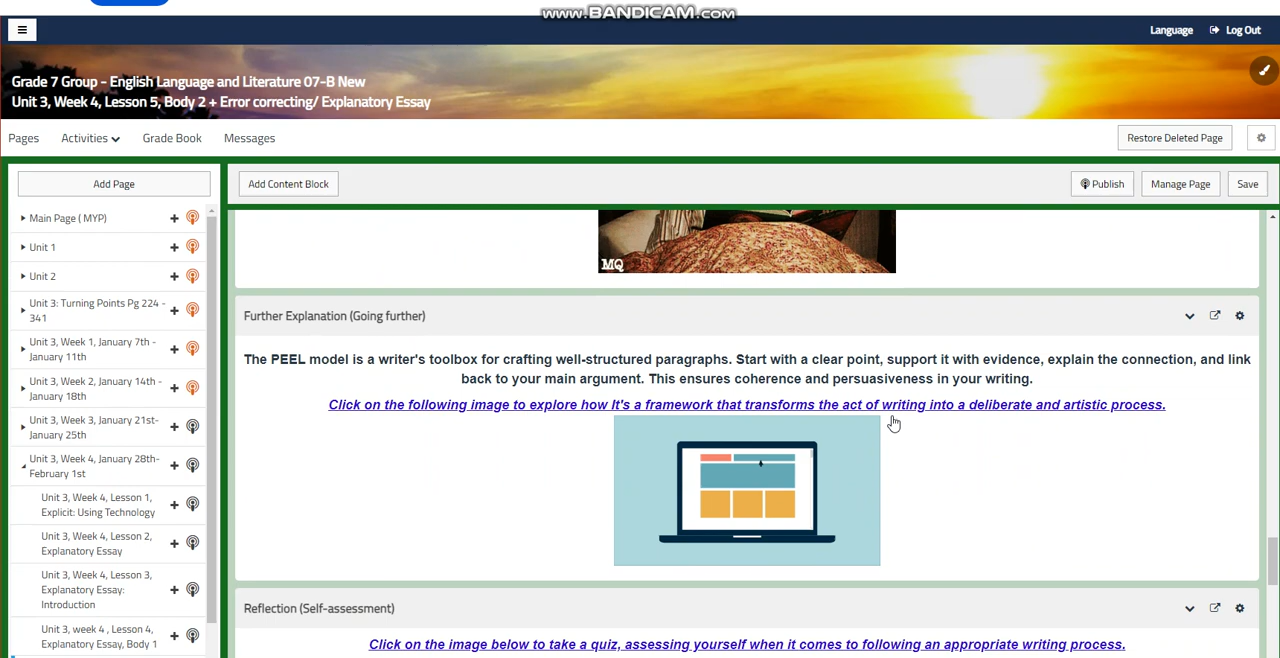 www.BANDICAM.com
Language
Log Out
Grade 7 Group - English Language and Literature 07-B New
Unit 3, Week 4, Lesson 5, Body 2 + Error correcting/ Explanatory Essay
Pages
Activities
Grade Book
Messages
Restore Deleted Page
Add Page
Add Content Block
Publish
Manage Page
Save
Main Page ( MYP)
Unit 1
Unit 2
Unit 3: Turning Points Pg 224 -
341
Unit 3, Week 1, January 7th -
January 11th
Unit 3, Week 2, January 14th -
January 18th
Unit 3, Week 3, January 21st-
January 25th
Unit 3, Week 4, January 28th-
February 1st
Unit 3, Week 4, Lesson 1,
Explicit: Using Technology
Unit 3, Week 4, Lesson 2,
Explanatory Essay
Unit 3, Week 4, Lesson 3,
Explanatory Essay:
Introduction
Unit 3, week 4 , Lesson 4,
Explanatory Essay, Body 1
MQ
Further Explanation (Going further)
The PEEL model is a writer's toolbox for crafting well-structured paragraphs. Start with a clear point, support it with evidence, explain the connection, and link
back to your main argument. This ensures coherence and persuasiveness in your writing.
Click on the following image to explore how It's a framework that transforms the act of writing into a deliberate and artistic process.
Reflection (Self-assessment)
Click on the image below to take a quiz, assessing yourself when it comes to following an appropriate writing process.